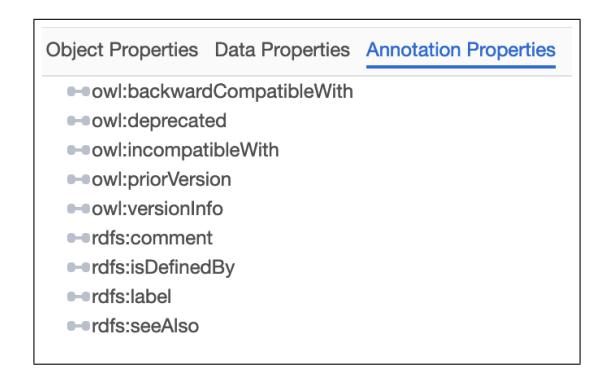 Object Properties Data Properties Annotation Properties
owl:backwardCompatibleWith
owl:deprecated
owl:incompatibleWith
owl:priorVersion
owl:versionInfo
rdfs:comment
rdfs:isDefinedBy
rdfs:label
rdfs:seeAlso